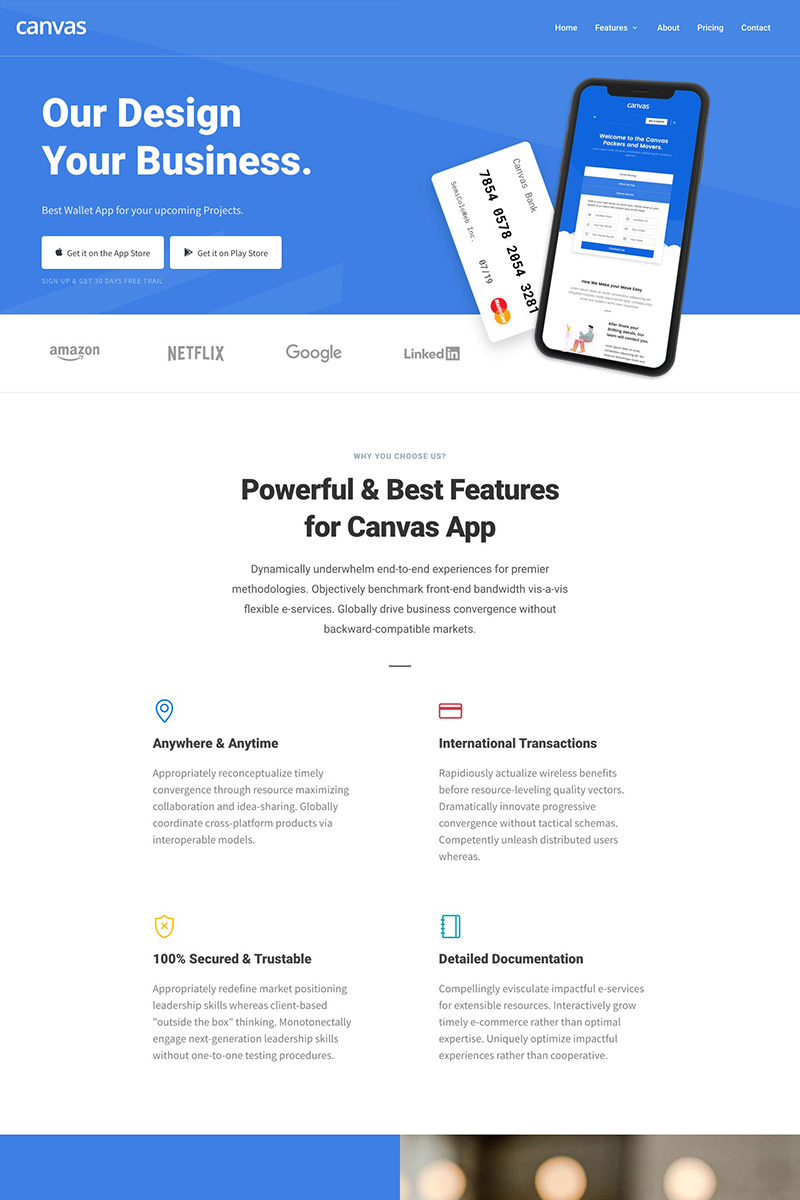 canvas
Home Features About Pricing Contact
Our Design
Your Business.
Best Wallet App for your upcoming Projects.
Get it on the App Store Get it on Play Store
SIGN UP & GET 30 DAYS FREE TRAIL
Canvas Bank
7854 0578 2054 3281
SemiColoWeb Inc.
07/19
MasterCard
canvas
Welcome to the Canvas
Packers and Movers.
Contact Us
How We Make your Move Easy
After Share your
Shifting details, Our
team will contact you
amazon NETFLIX Google Linked in
WHY YOU CHOOSE US?
Powerful & Best Features
for Canvas App
Dynamically underwhelm end-to-end experiences for premier
methodologies. Objectively benchmark front-end bandwidth vis-a-vis
flexible e-services. Globally drive business convergence without
backward-compatible markets.
Anywhere & Anytime
Appropriately reconceptualize timely
convergence through resource maximizing
collaboration and idea-sharing. Globally
coordinate cross-platform products via
interoperable models.
International Transactions
Rapidiously actualize wireless benefits
before resource-leveling quality vectors.
Dramatically innovate progressive
convergence without tactical schemas.
Competently unleash distributed users
whereas.
100% Secured & Trustable
Appropriately redefine market positioning
leadership skills whereas client-based
"outside the box" thinking. Monotonectally
engage next-generation leadership skills
without one-to-one testing procedures.
Detailed Documentation
Compellingly evisculate impactful e-services
for extensible resources. Interactively grow
timely e-commerce rather than optimal
expertise. Uniquely optimize impactful
experiences rather than cooperative.